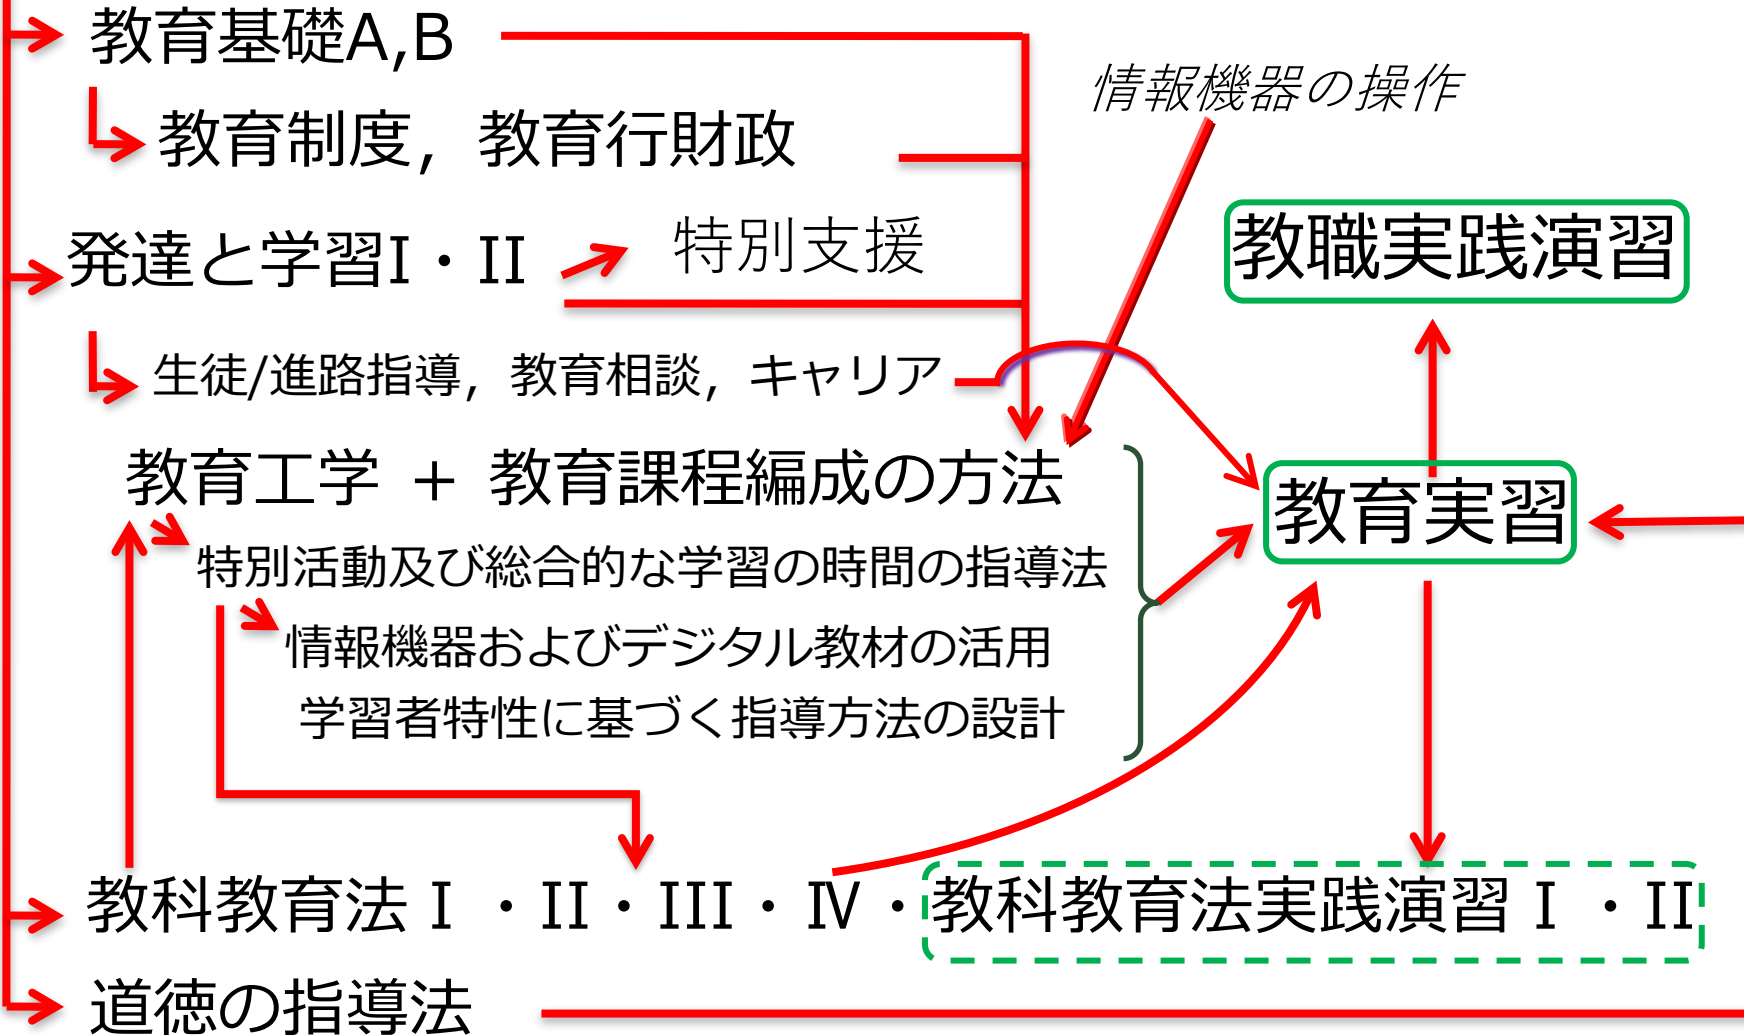 教育基礎A,B
情報機器の操作
教育制度，教育行財政
特別支援
教職実践演習
発達と学習I・II
生徒/進路指導，教育相談，キャリア
教育工学 + 教育課程編成の方法
教育実習
特別活動及び総合的な学習の時間の指導法
情報機器およびデジタル教材の活用
学習者特性に基づく指導方法の設計
教科教育法Ⅰ・II・III・Ⅳ・教科教育法実践演習Ⅰ・II
道徳の指導法